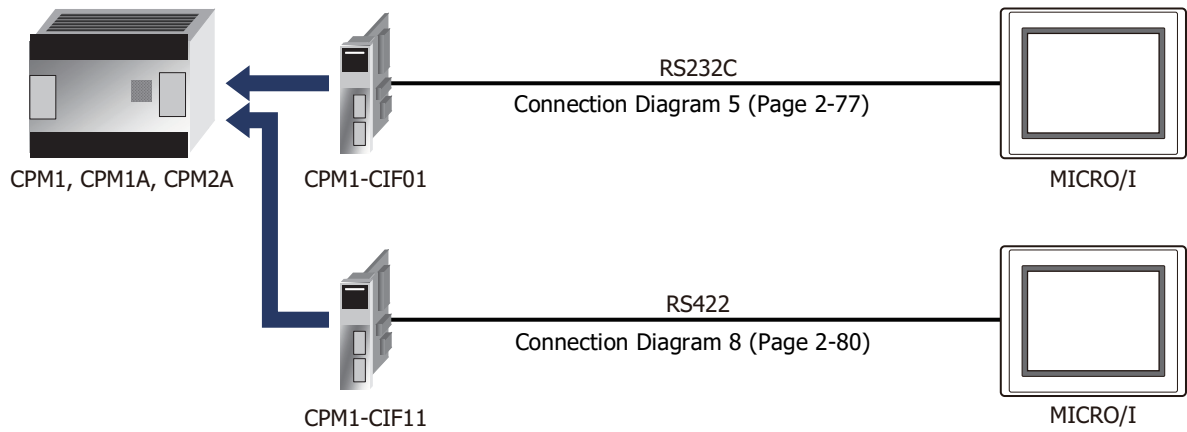 RS232C
Connection Diagram 5 (Page 2-77)
CPM1, CPM1A, CPM2A
CPM1-CIF01
MICRO/I
RS422
Connection Diagram 8 (Page 2-80)
CPM1-CIF11
MICRO/I